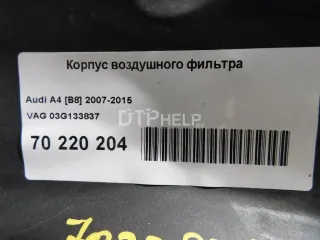 Корпус воздушного фильтра
Audi A4 [B8] 2007-2015
VAG 03G133837
DTPHELP
70 220 204